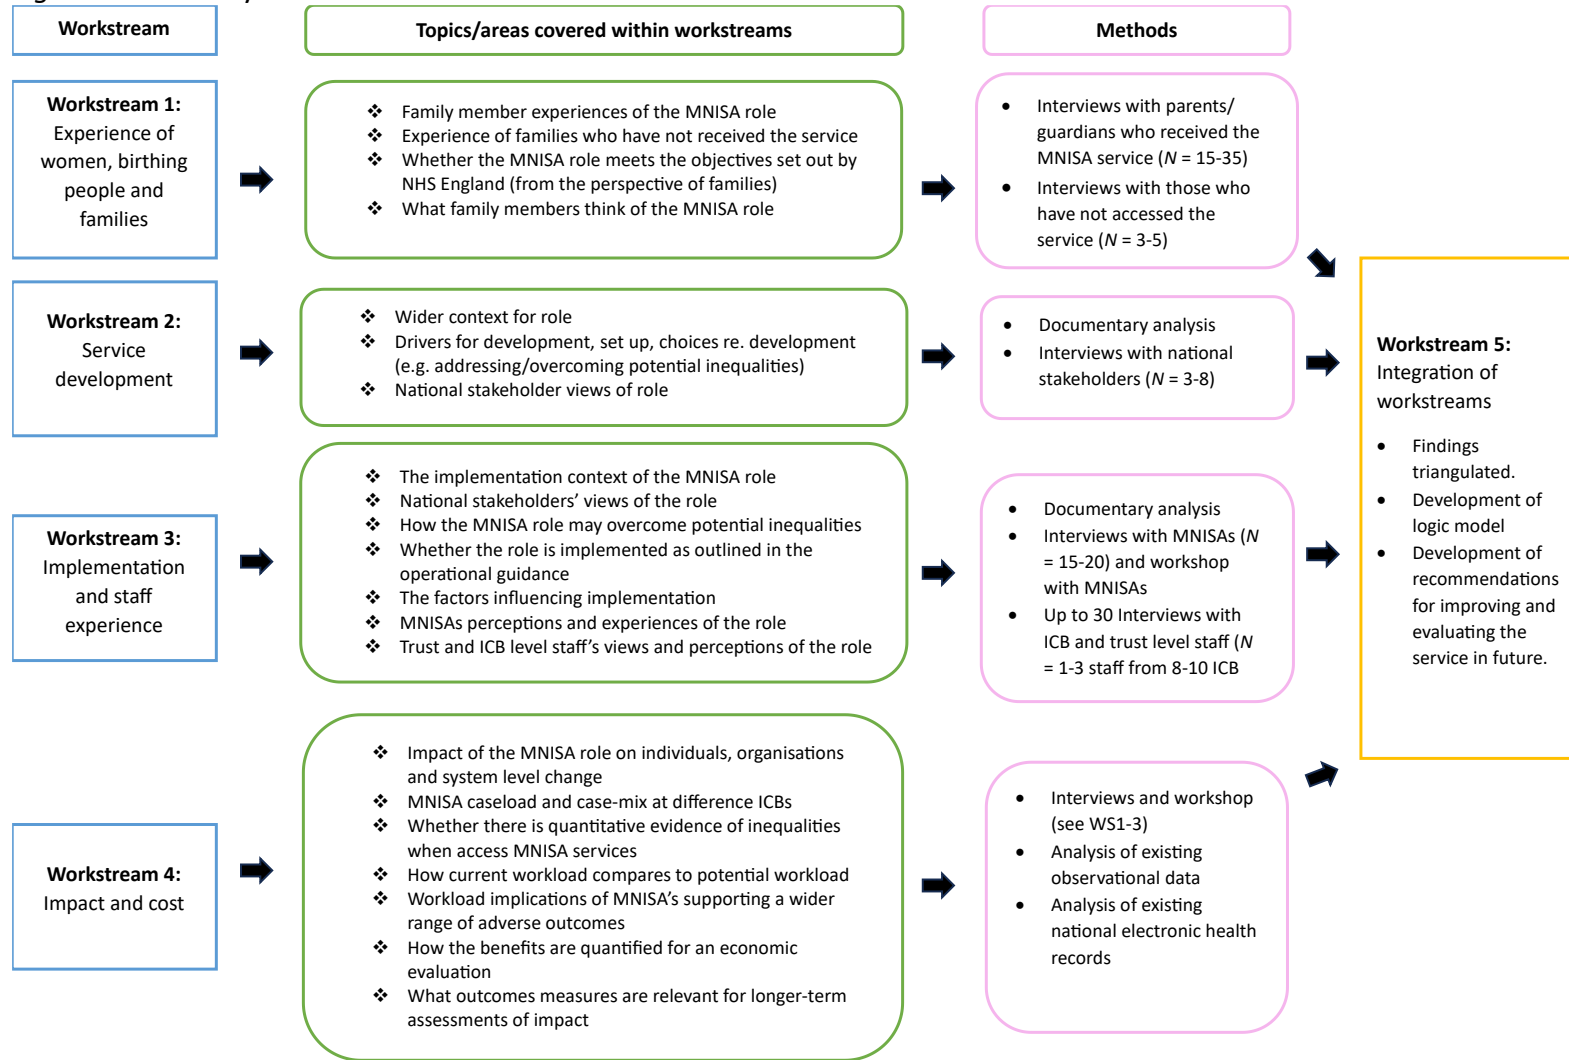 Workstream
Topics/areas covered within workstreams
Methods
Workstream 1:
Experience of
women, birthing
people and
families
❖ Family member experiences of the MNISA role
❖ Experience of families who have not received the service
❖ Whether the MNISA role meets the objectives set out by
NHS England (from the perspective of families)
❖ What family members think of the MNISA role
• Interviews with parents/
guardians who received the
MNISA service (N = 15-35)
• Interviews with those who
have not accessed the
service (N = 3-5)
Workstream 2:
Service
development
❖ Wider context for role
❖ Drivers for development, set up, choices re. development
(e.g. addressing/overcoming potential inequalities)
❖ National stakeholder views of role
• Documentary analysis
• Interviews with national
stakeholders (N = 3-8)
Workstream 3:
Implementation
and staff
experience
❖ The implementation context of the MNISA role
❖ National stakeholders’ views of the role
❖ How the MNISA role may overcome potential inequalities
❖ Whether the role is implemented as outlined in the
operational guidance
❖ The factors influencing implementation
❖ MNISAs perceptions and experiences of the role
❖ Trust and ICB level staff’s views and perceptions of the role
• Documentary analysis
• Interviews with MNISAs (N
= 15-20) and workshop
with MNISAs
• Up to 30 Interviews with
ICB and trust level staff (N
= 1-3 staff from 8-10 ICB
Workstream 4:
Impact and cost
❖ Impact of the MNISA role on individuals, organisations
and system level change
❖ MNISA caseload and case-mix at difference ICBs
❖ Whether there is quantitative evidence of inequalities
when access MNISA services
❖ How current workload compares to potential workload
❖ Workload implications of MNISA’s supporting a wider
range of adverse outcomes
❖ How the benefits are quantified for an economic
evaluation
❖ What outcomes measures are relevant for longer-term
assessments of impact
• Interviews and workshop
(see WS1-3)
• Analysis of existing
observational data
• Analysis of existing
national electronic health
records
Workstream 5:
Integration of
workstreams
• Findings
triangulated.
• Development of
logic model
• Development of
recommendations
for improving and
evaluating the
service in future.